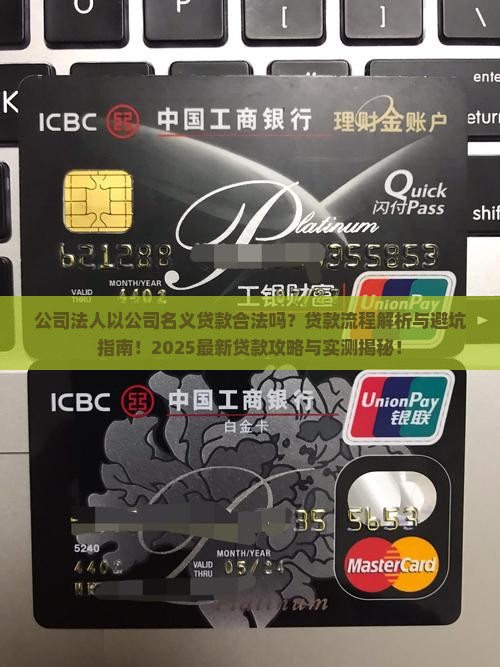 K
eturn
shift
ICBC 中国工商银行 理财金账户
Quick
闪付Pass
Platinum
621288 355853
MONTH/YEAR
VALID
THRU
工银财富
UnionPay
公司法人以公司名义贷款合法吗？贷款流程解析与避坑
指南！2025最新贷款攻略与实测揭秘！
ICBC 中国工商银行
白金卡
UnionPay
银联
5653
5240
MONTH/YEAR
VALID
THRU
05/24
MasterCard
Platinum